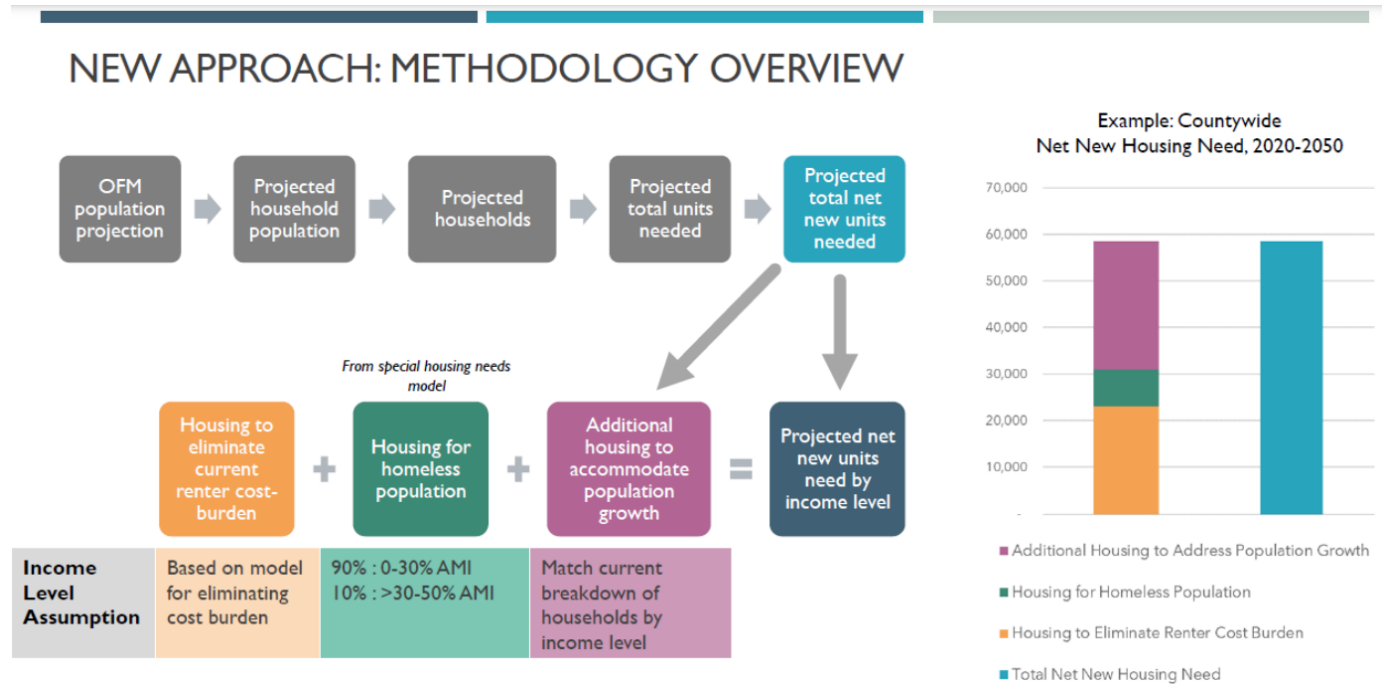 NEW APPROACH: METHODOLOGY OVERVIEW
OFM
population
projection
Projected
household
population
Projected
households
Projected
total units
needed
Projected
total net
new units
needed
From special housing needs
model
Housing to
eliminate
current
renter cost-
burden
+
Housing for
homeless
population
+
Additional
housing to
accommodate
population
growth
=
Projected net
new units
need by
income level
Income
Level
Assumption
Based on model
for eliminating
cost burden
90% : 0-30% AMI
10% : >30-50% AMI
Match current
breakdown of
households by
income level
Example: Countywide
Net New Housing Need, 2020-2050
70,000
60,000
50,000
40,000
30,000
20,000
10,000
-
Additional Housing to Address Population Growth
Housing for Homeless Population
Housing to Eliminate Renter Cost Burden
Total Net New Housing Need